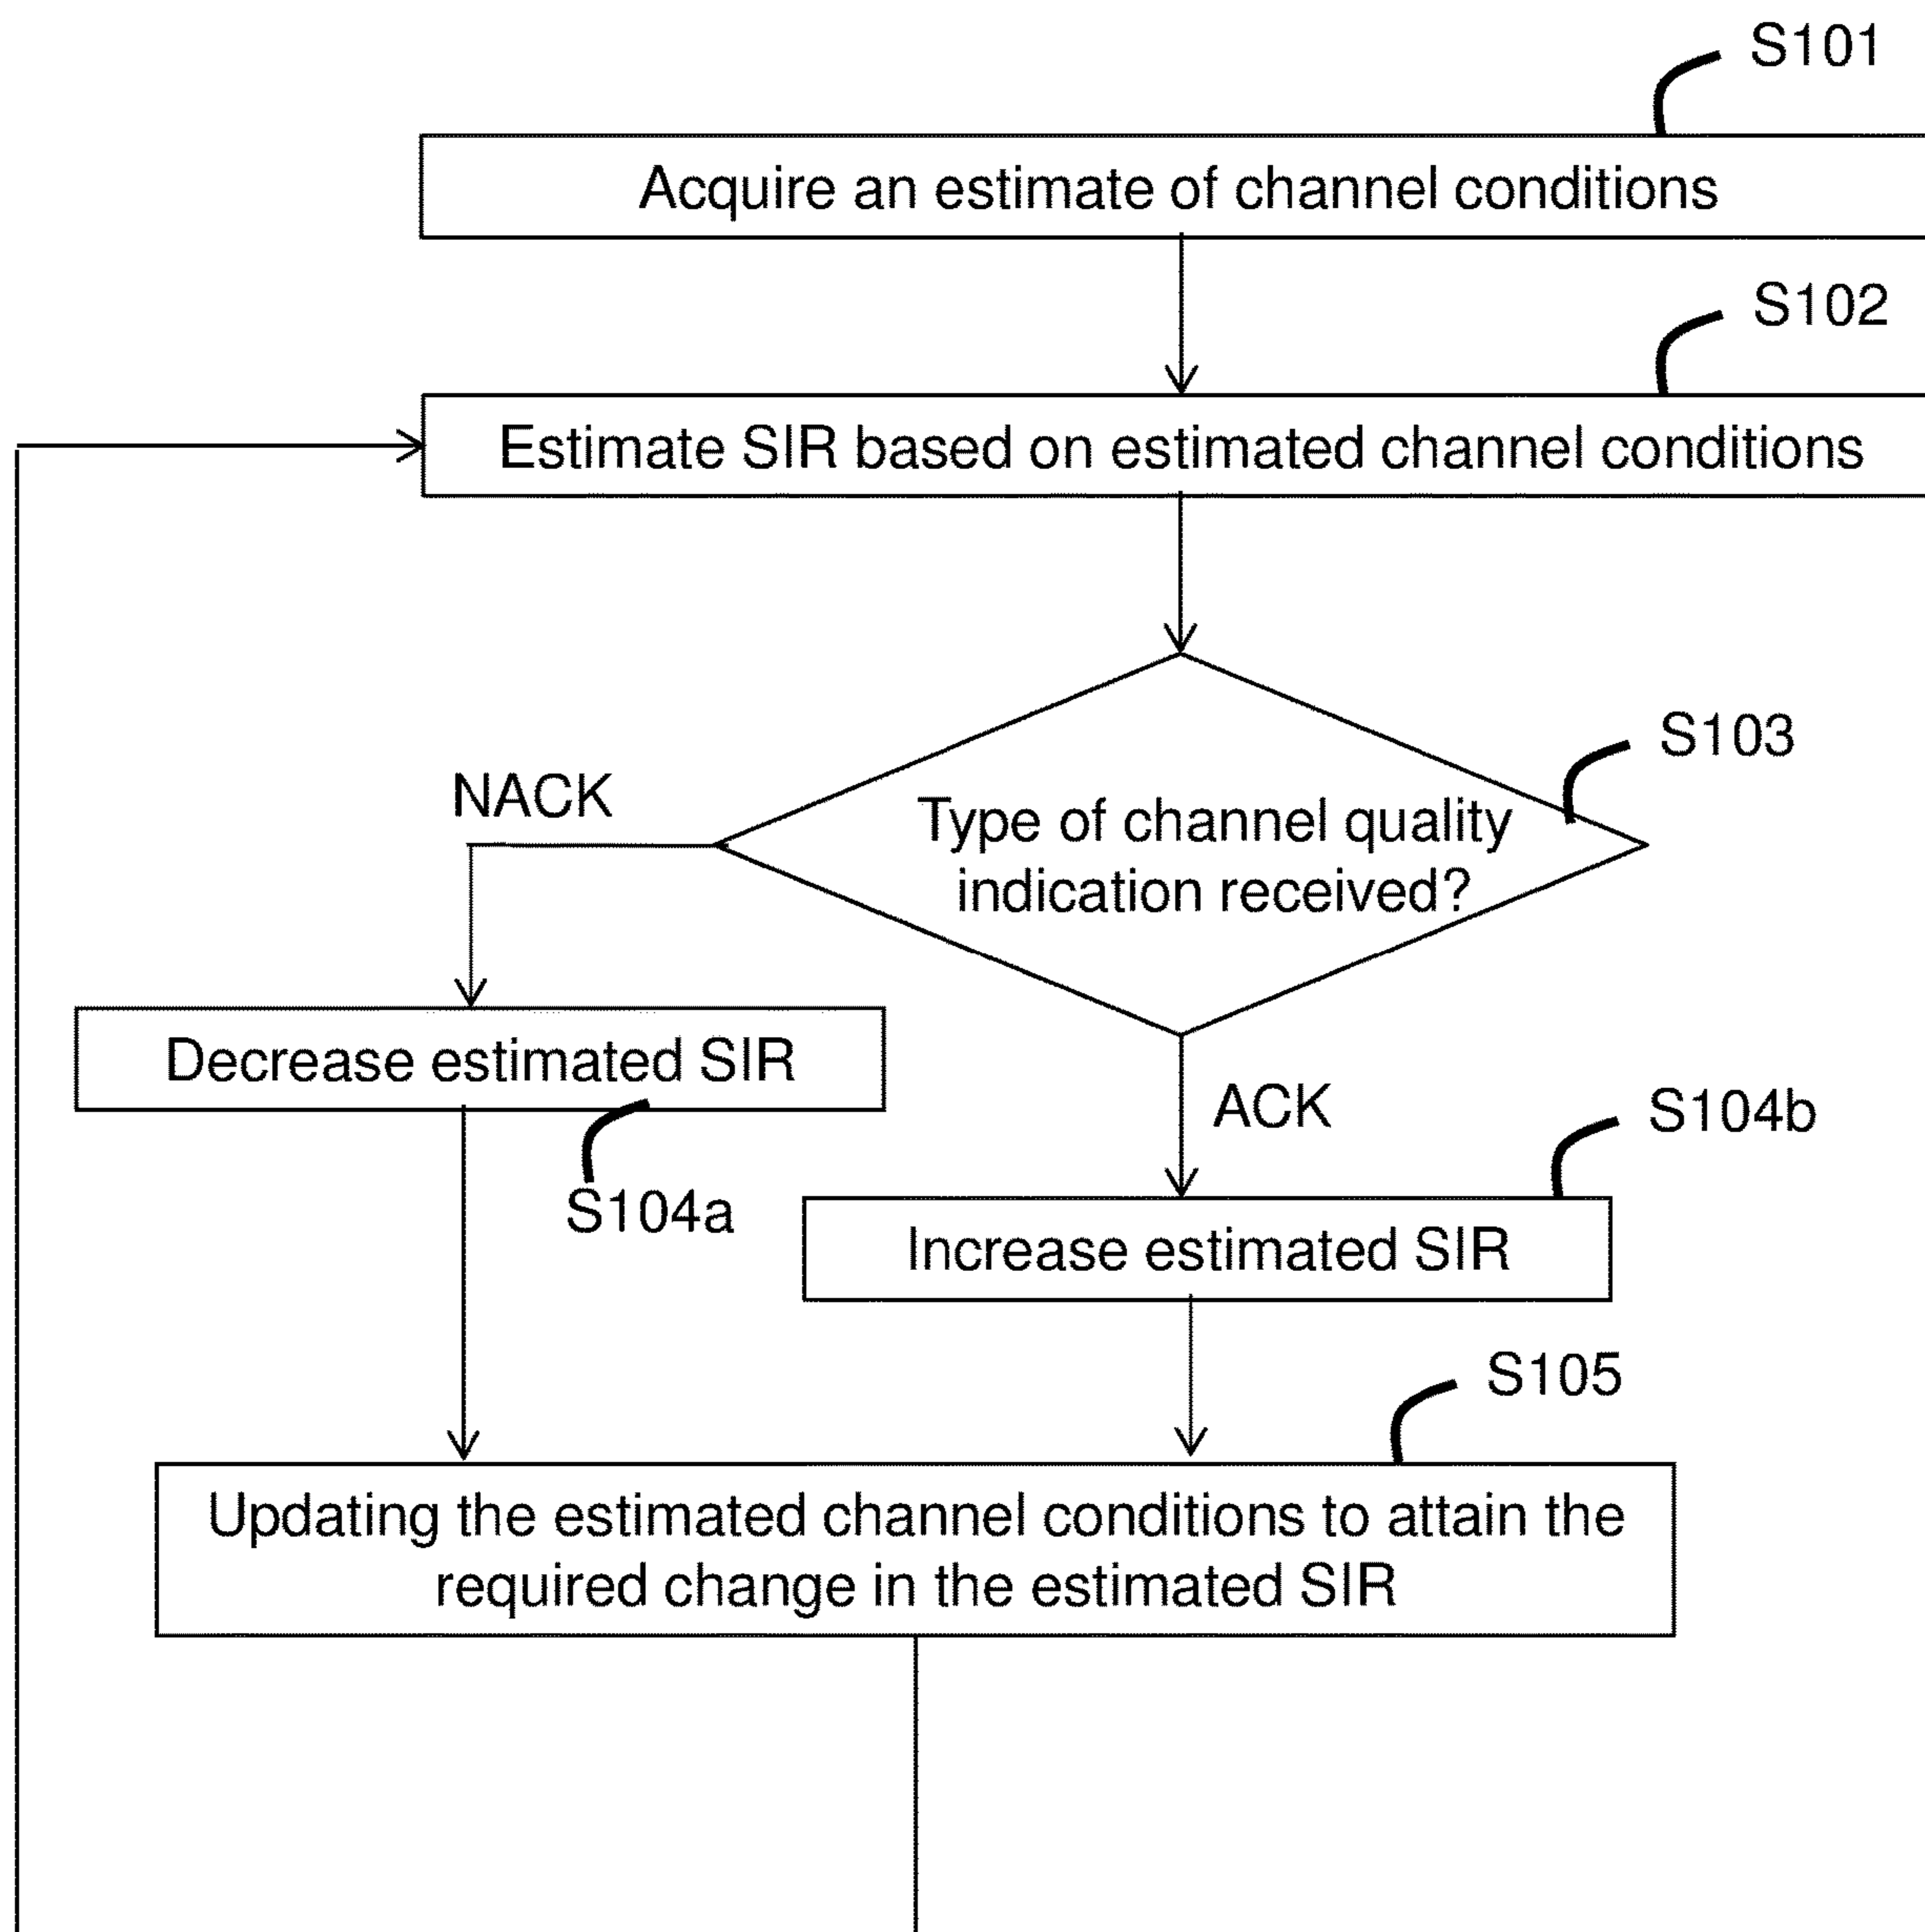 S101
Acquire an estimate of channel conditions
S102
Estimate SIR based on estimated channel conditions
S103
Type of channel quality
indication received?
NACK
Decrease estimated SIR
S104a
ACK
S104b
Increase estimated SIR
S105
Updating the estimated channel conditions to attain the
required change in the estimated SIR